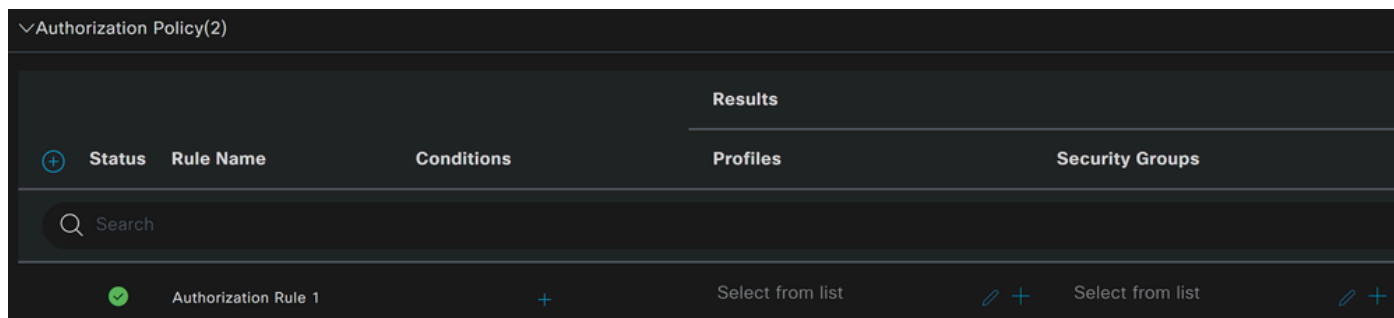 Authorization Policy(2)
Results
Status Rule Name Conditions Profiles Security Groups
Search
Authorization Rule 1 Select from list Select from list